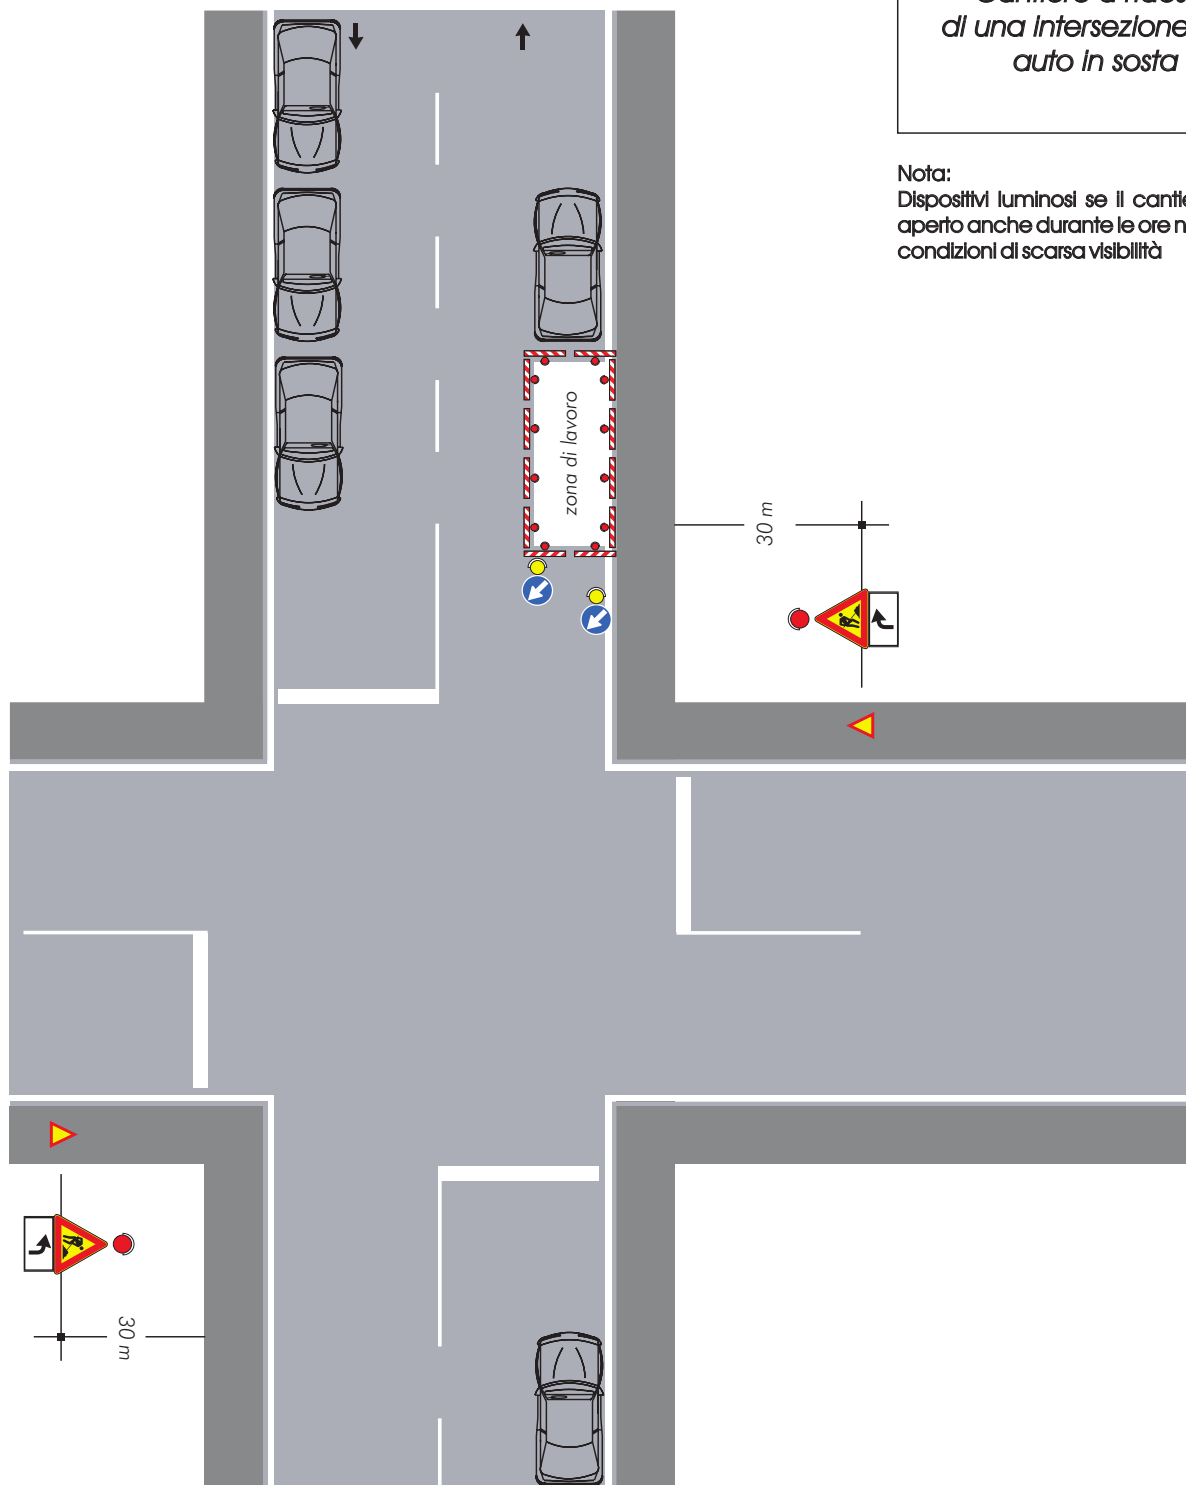 di una intersezione
auto in sosta
Nota:
Dispositivi luminosi se il
aperto anche durante le ore
condizioni di scarsa visibilità
zona di lavoro
30 m
30 m